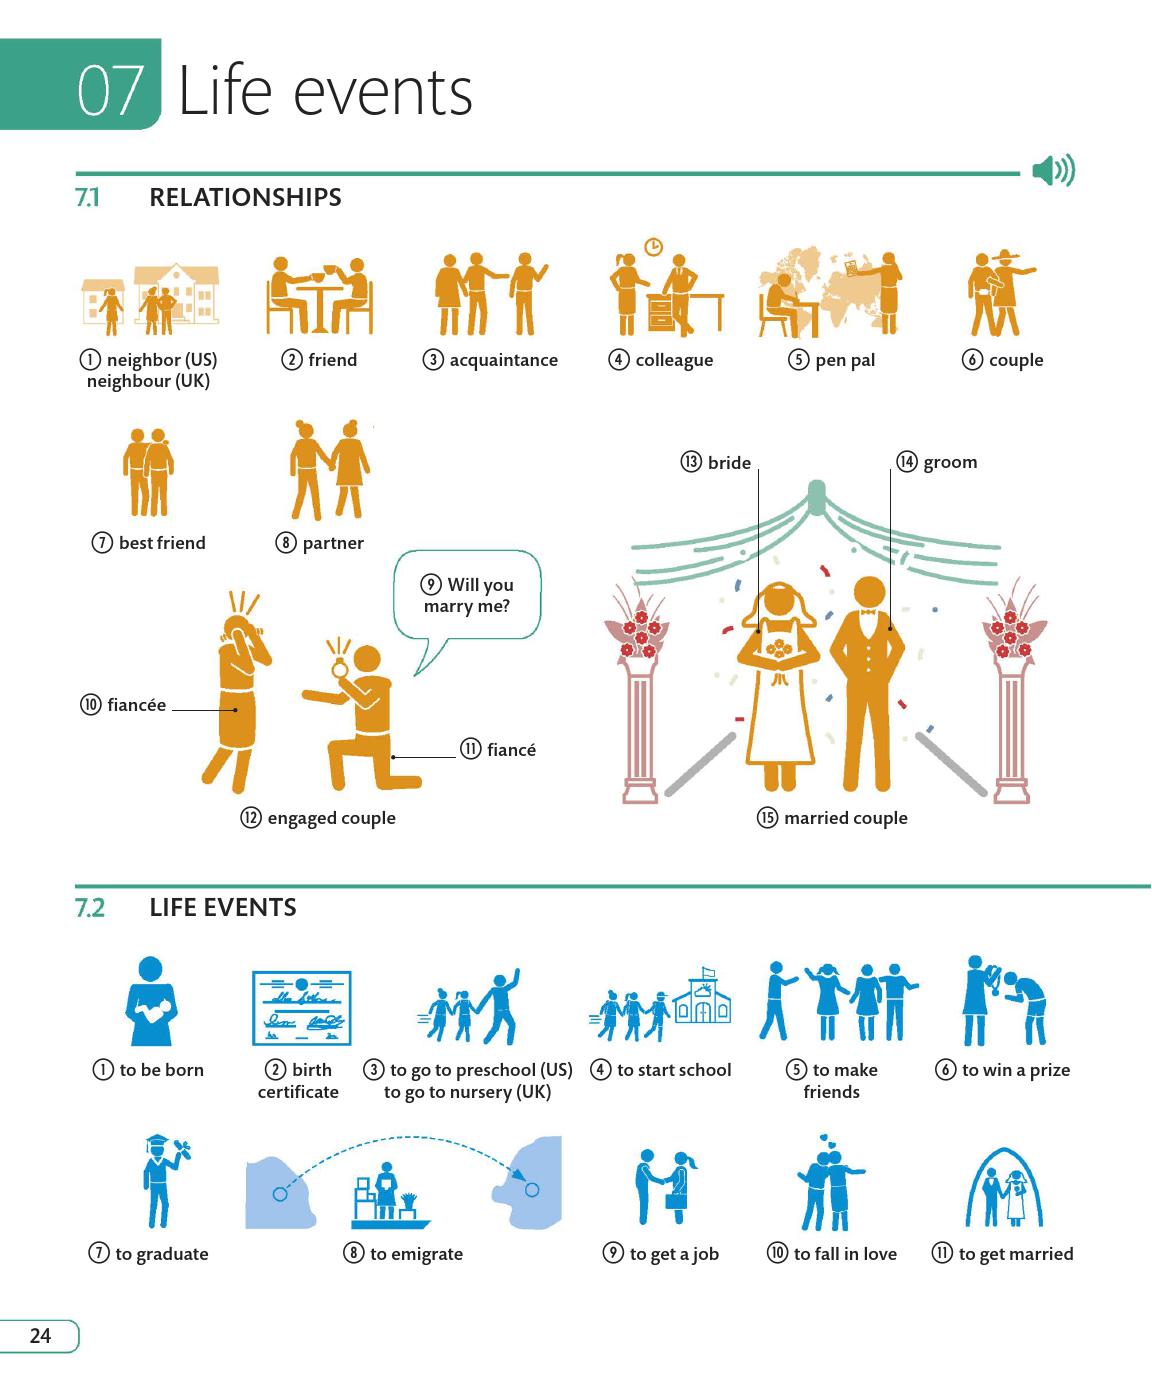 07 Life events
7.1 RELATIONSHIPS
① neighbor (US)
neighbour (UK)
② friend
③ acquaintance
④ colleague
⑤ pen pal
⑥ couple
⑦ best friend
⑧ partner
⑨ Will you
marry me?
⑩ fiancée
⑪ fiancé
⑫ engaged couple
⑬ bride
⑭ groom
⑮ married couple
7.2 LIFE EVENTS
① to be born
② birth
certificate
③ to go to preschool (US)
to go to nursery (UK)
④ to start school
⑤ to make
friends
⑥ to win a prize
⑦ to graduate
⑧ to emigrate
⑨ to get a job
⑩ to fall in love
⑪ to get married
24